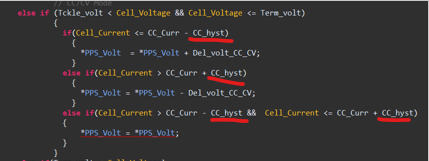 // CC/CV Mode
else if (Tckle_volt < Cell_Voltage && Cell_Voltage <= Term_volt)
{
if(Cell_Current <= CC_Curr - CC_hyst)
{
*PPS_Volt = *PPS_Volt + Del_volt_CC_CV;
}
else if(Cell_Current > CC_Curr + CC_hyst)
{
*PPS_Volt = *PPS_Volt - Del_volt_CC_CV;
}
else if(Cell_Current > CC_Curr - CC_hyst && Cell_Current <= CC_Curr + CC_hyst)
{
*PPS_Volt = *PPS_Volt;
}
}